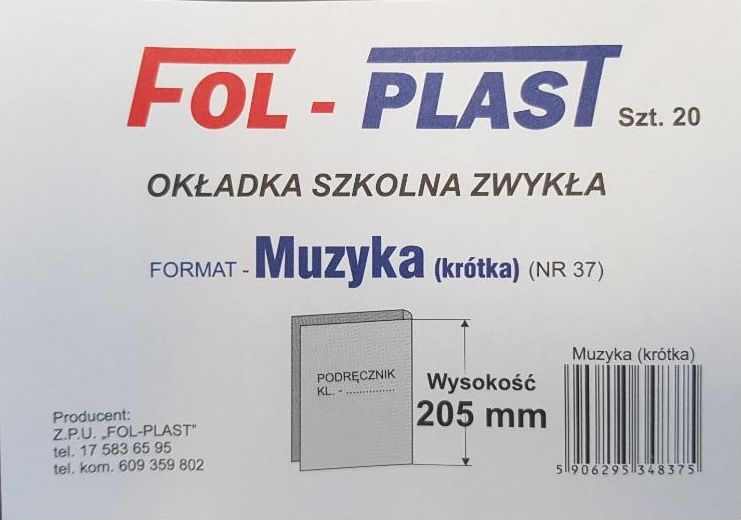 FOL - PLAST Szt. 20
OKŁADKA SZKOLNA ZWYKŁA
FORMAT - Muzyka (krótka) (NR 37)
PODRĘCZNIK
KL. - ...............
Wysokość
205 mm
Muzyka (krótka)
5 906295 348375
Producent:
Z.P.U. „FOL-PLAST"
tel. 17 583 65 95
tel. kom. 609 359 802